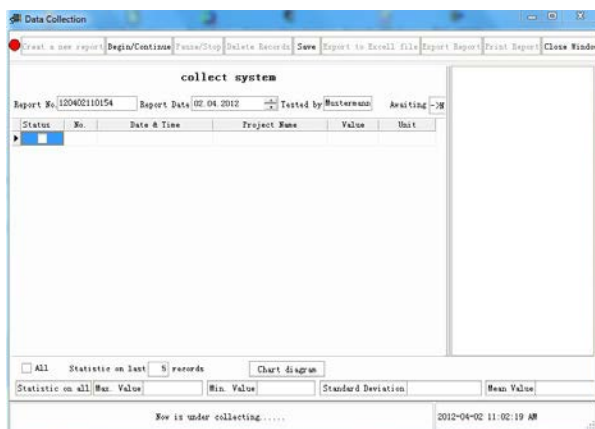 Data Collection
Creat a new report Begin/Continue Pause/Stop Delete Records Save Export to Excell file Export Report Print Report Close Window
collect system
Report No. 120402110154 Report Date 02.04.2012 Tested by Mustermann Awaiting ->N
Status No. Date & Time Project Name Value Unit
All Statistic on last 5 records Chart diagram
Statistic on all Max. Value Min. Value Standard Deviation Mean Value
Now is under collecting...... 2012-04-02 11:02:19 AM